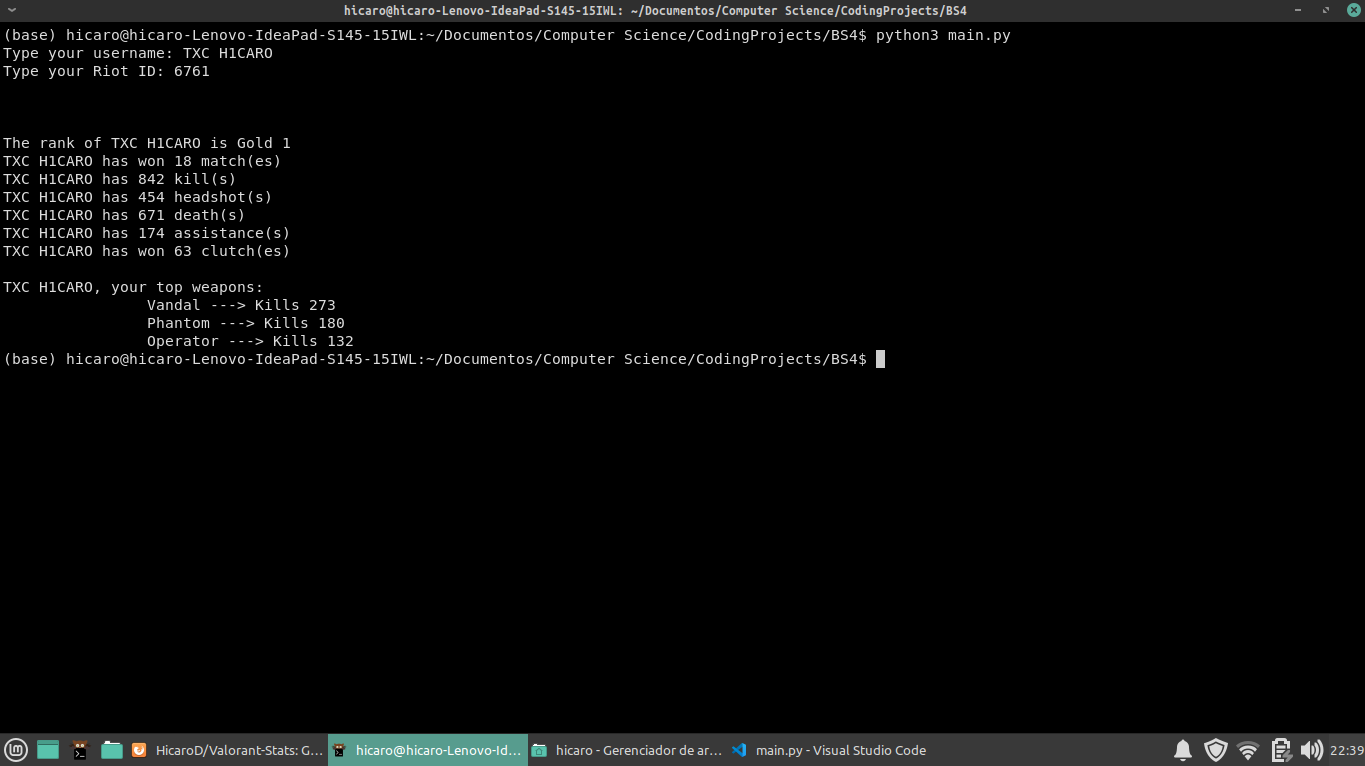 hicaro@hicaro-Lenovo-IdeaPad-S145-15IWL: ~/Documentos/Computer Science/CodingProjects/BS4
(base) hicaro@hicaro-Lenovo-IdeaPad-S145-15IWL:~/Documentos/Computer Science/CodingProjects/BS4$ python3 main.py
Type your username: TXC H1CARO
Type your Riot ID: 6761
The rank of TXC H1CARO is Gold 1
TXC H1CARO has won 18 match(es)
TXC H1CARO has 842 kill(s)
TXC H1CARO has 454 headshot(s)
TXC H1CARO has 671 death(s)
TXC H1CARO has 174 assistance(s)
TXC H1CARO has won 63 clutch(es)
TXC H1CARO, your top weapons:
Vandal ---> Kills 273
Phantom ---> Kills 180
Operator ---> Kills 132
(base) hicaro@hicaro-Lenovo-IdeaPad-S145-15IWL:~/Documentos/Computer Science/CodingProjects/BS4$
HicaroD/Valorant-Stats: G... hicaro@hicaro-Lenovo-Id... hicaro - Gerenciador de ar... main.py - Visual Studio Code 22:39